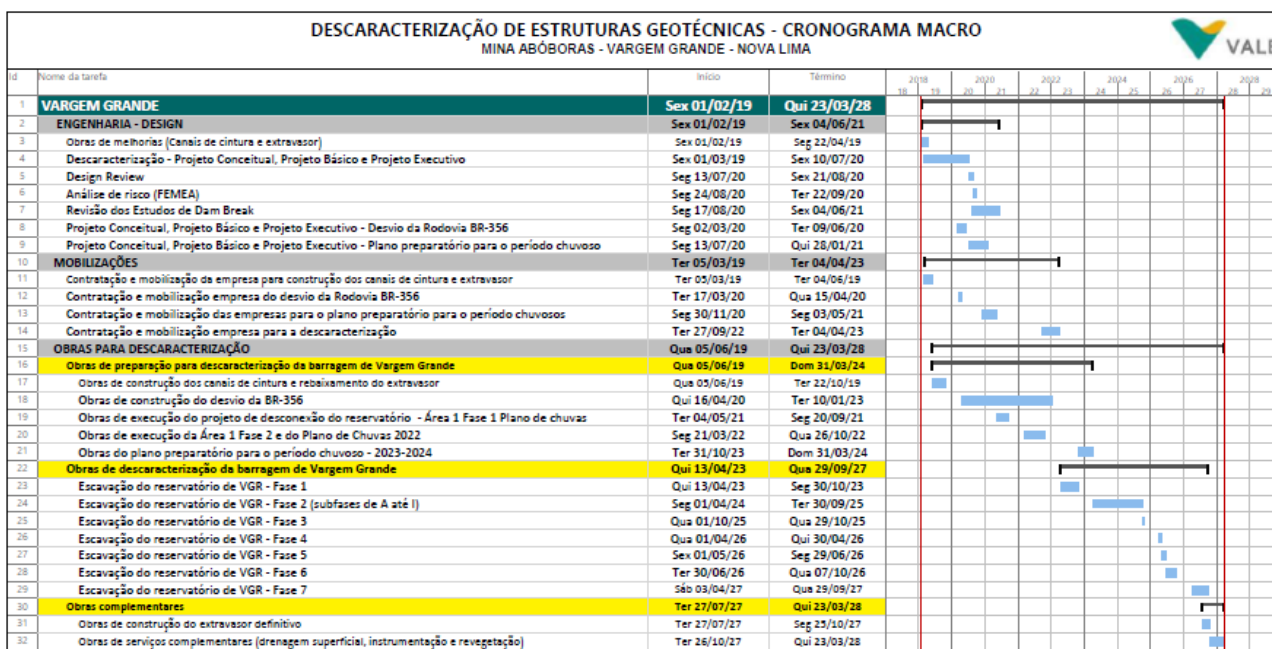 DESCARACTERIZAÇÃO DE ESTRUTURAS GEOTÉCNICAS - CRONOGRAMA MACRO
MINA ABÓBORAS - VARGEM GRANDE - NOVA LIMA
VALE
Id Nome da tarefa Início Término 2018 2020 2022 2024 2026 2028
18 19 20 21 22 23 24 25 26 27 28 29
1 VARGEM GRANDE Sex 01/02/19 Qui 23/03/28
2 ENGENHARIA - DESIGN Sex 01/02/19 Sex 04/06/21
3 Obras de melhorias (Canais de cintura e extravasor) Sex 01/02/19 Seg 22/04/19
4 Descaracterização - Projeto Conceitual, Projeto Básico e Projeto Executivo Sex 01/03/19 Sex 10/07/20
5 Design Review Seg 13/07/20 Sex 21/08/20
6 Análise de risco (FEMEA) Seg 24/08/20 Ter 22/09/20
7 Revisão dos Estudos de Dam Break Seg 17/08/20 Sex 04/06/21
8 Projeto Conceitual, Projeto Básico e Projeto Executivo - Desvio da Rodovia BR-356 Seg 02/03/20 Ter 09/06/20
9 Projeto Conceitual, Projeto Básico e Projeto Executivo - Plano preparatório para o período chuvoso Seg 13/07/20 Qui 28/01/21
10 MOBILIZAÇÕES Ter 05/03/19 Ter 04/04/23
11 Contratação e mobilização da empresa para construção dos canais de cintura e extravasor Ter 05/03/19 Ter 04/06/19
12 Contratação e mobilização empresa do desvio da Rodovia BR-356 Ter 17/03/20 Qua 15/04/20
13 Contratação e mobilização das empresas para o plano preparatório para o período chuvosos Seg 30/11/20 Seg 03/05/21
14 Contratação e mobilização empresa para a descaracterização Ter 27/09/22 Ter 04/04/23
15 OBRAS PARA DESCARACTERIZAÇÃO Qua 05/06/19 Qui 23/03/28
16 Obras de preparação para descaracterização da barragem de Vargem Grande Qua 05/06/19 Dom 31/03/24
17 Obras de construção dos canais de cintura e rebaixamento do extravasor Qua 05/06/19 Ter 22/10/19
18 Obras de construção do desvio da BR-356 Qui 16/04/20 Ter 10/01/23
19 Obras de execução do projeto de desconexão do reservatório - Área 1 Fase 1 Plano de chuvas Ter 04/05/21 Seg 20/09/21
20 Obras de execução da Área 1 Fase 2 e do Plano de Chuvas 2022 Seg 21/03/22 Qua 26/10/22
21 Obras do plano preparatório para o período chuvoso - 2023-2024 Ter 31/10/23 Dom 31/03/24
22 Obras de descaracterização da barragem de Vargem Grande Qui 13/04/23 Qua 29/09/27
23 Escavação do reservatório de VGR - Fase 1 Qui 13/04/23 Seg 30/10/23
24 Escavação do reservatório de VGR - Fase 2 (subfases de A até I) Seg 01/04/24 Ter 30/09/25
25 Escavação do reservatório de VGR - Fase 3 Qua 01/10/25 Qua 29/10/25
26 Escavação do reservatório de VGR - Fase 4 Qua 01/04/26 Qui 30/04/26
27 Escavação do reservatório de VGR - Fase 5 Sex 01/05/26 Seg 29/06/26
28 Escavação do reservatório de VGR - Fase 6 Ter 30/06/26 Qua 07/10/26
29 Escavação do reservatório de VGR - Fase 7 Sáb 03/04/27 Qua 29/09/27
30 Obras complementares Ter 27/07/27 Qui 23/03/28
31 Obras de construção do extravasor definitivo Ter 27/07/27 Seg 25/10/27
32 Obras de serviços complementares (drenagem superficial, instrumentação e revegetação) Ter 26/10/27 Qui 23/03/28